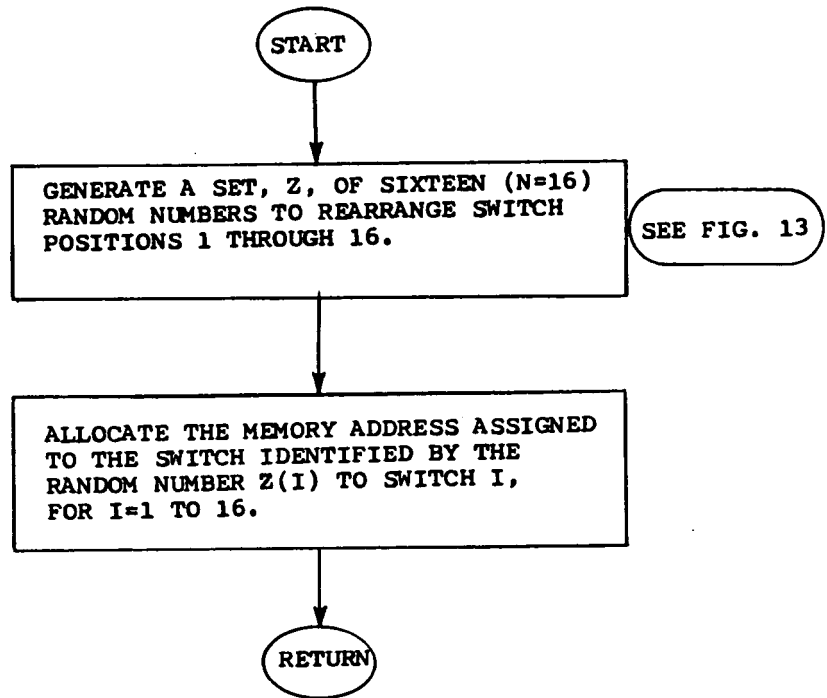 START
GENERATE A SET, Z, OF SIXTEEN (N=16)
RANDOM NUMBERS TO REARRANGE SWITCH
POSITIONS 1 THROUGH 16.
SEE FIG. 13
ALLOCATE THE MEMORY ADDRESS ASSIGNED
TO THE SWITCH IDENTIFIED BY THE
RANDOM NUMBER Z(I) TO SWITCH I,
FOR I=1 TO 16.
RETURN